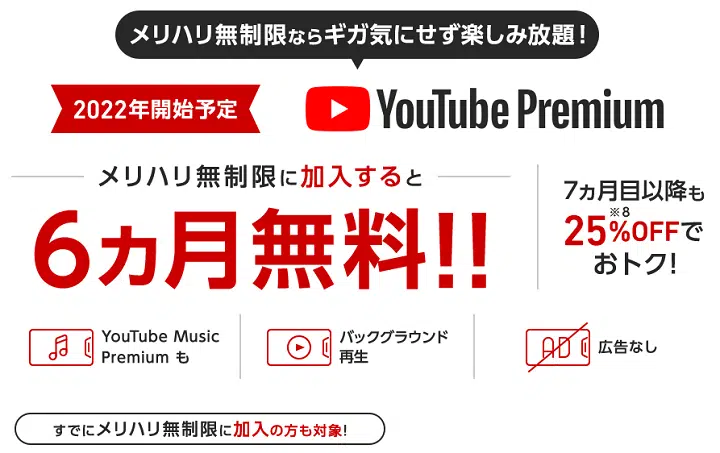 メリハリ無制限ならギガ気にせず楽しみ放題!
2022年開始予定
YouTube Premium
メリハリ無制限に加入すると
6カ月無料!!
7カ月目以降も
※8
25%OFFで
おトク!
YouTube Music
Premium も
バックグラウンド
再生
AD
広告なし
すでにメリハリ無制限に加入の方も対象!